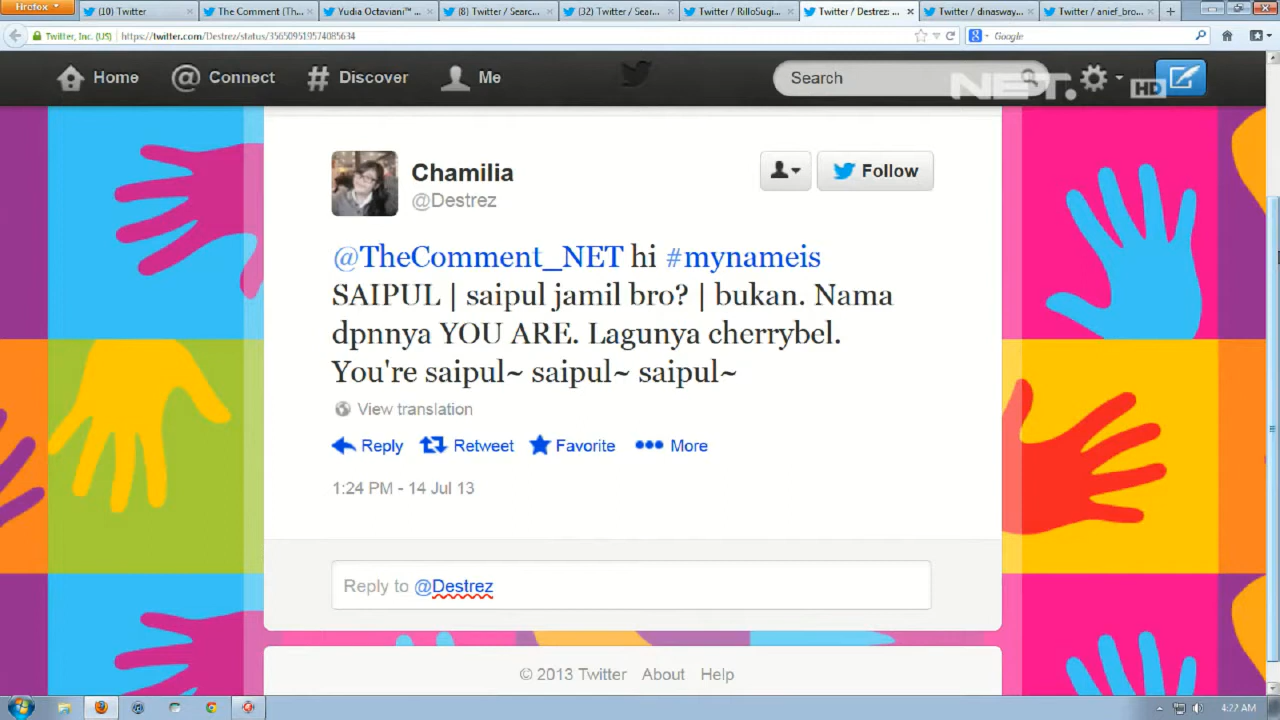 Firefox
(10) Twitter
The Comment (Th...
Yudia Octaviani™ ...
(8) Twitter / Searc...
(32) Twitter / Sear...
Twitter / RilloSugi...
Twitter / Destrez: ...
Twitter / dinasway...
Twitter / anief_bro...
Twitter, Inc. (US)
https://twitter.com/Destrez/status/356509519574085634
Google
Home
Connect
Discover
Me
Search
NET.
HD
Chamilia
@Destrez
Follow
@TheComment_NET hi #mynameis
SAIPUL | saipul jamil bro? | bukan. Nama
dpnnya YOU ARE. Lagunya cherrybel.
You're saipul~ saipul~ saipul~
View translation
Reply
Retweet
Favorite
More
1:24 PM - 14 Jul 13
Reply to @Destrez
© 2013 Twitter About Help
4:27 AM